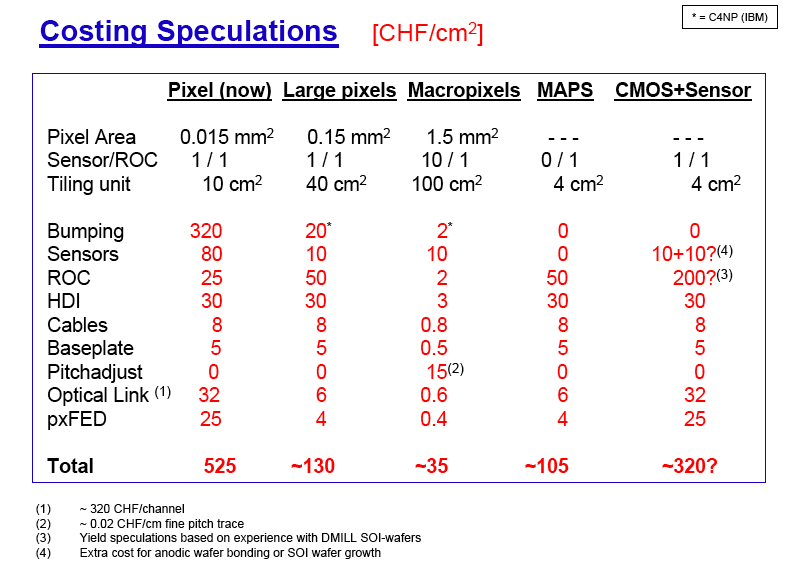 Costing Speculations [CHF/cm²]
* = C4NP (IBM)
Pixel (now) Large pixels Macropixels MAPS CMOS+Sensor
Pixel Area 0.015 mm² 0.15 mm² 1.5 mm² - - - - - -
Sensor/ROC 1 / 1 1 / 1 10 / 1 0 / 1 1 / 1
Tiling unit 10 cm² 40 cm² 100 cm² 4 cm² 4 cm²
Bumping 320 20* 2* 0 0
Sensors 80 10 10 0 10+10?(4)
ROC 25 50 2 50 200?(3)
HDI 30 30 3 30 30
Cables 8 8 0.8 8 8
Baseplate 5 5 0.5 5 5
Pitchadjust 0 0 15(2) 0 0
Optical Link (1) 32 6 0.6 6 32
pxFED 25 4 0.4 4 25
Total 525 ~130 ~35 ~105 ~320?
(1) ~ 320 CHF/channel
(2) ~ 0.02 CHF/cm fine pitch trace
(3) Yield speculations based on experience with DMILL SOI-wafers
(4) Extra cost for anodic wafer bonding or SOI wafer growth